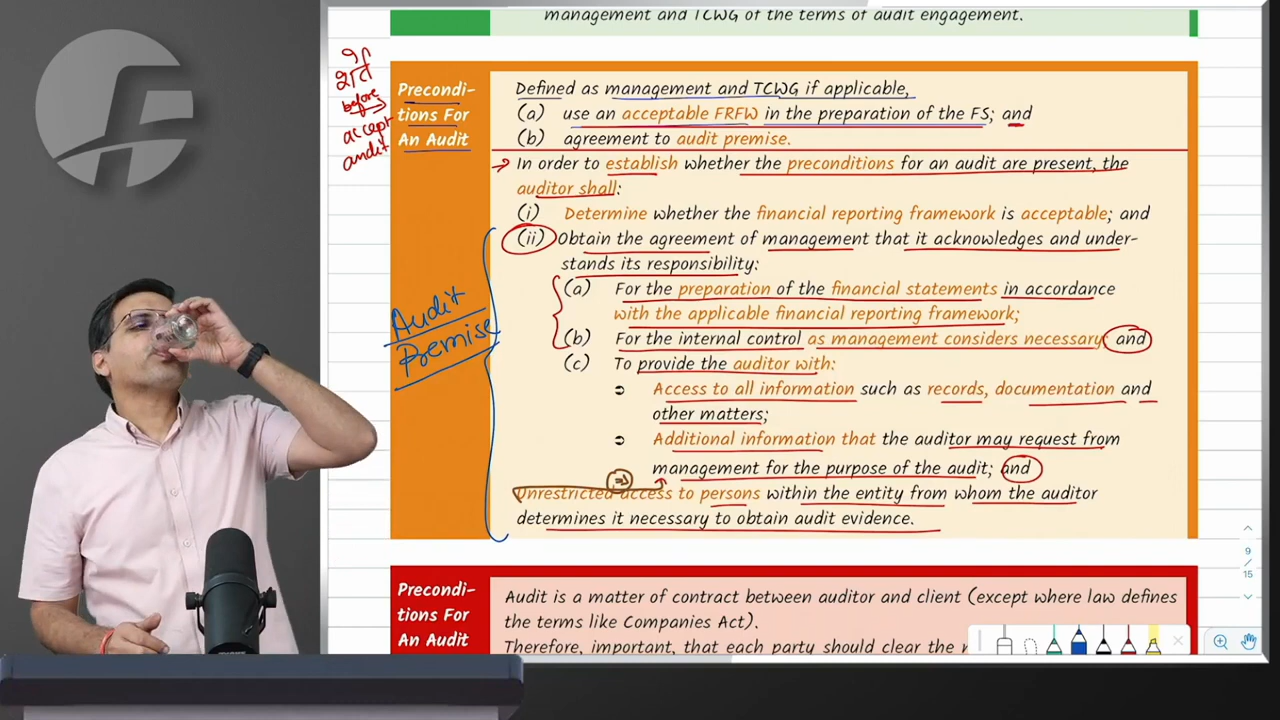 management and TCWG of the terms of audit engagement.
शर्त
before
accept
audit
Precondi-
tions For
An Audit
Defined as management and TCWG if applicable,
(a) use an acceptable FRFW in the preparation of the FS; and
(b) agreement to audit premise.
In order to establish whether the preconditions for an audit are present, the
auditor shall:
(i) Determine whether the financial reporting framework is acceptable; and
(ii) Obtain the agreement of management that it acknowledges and under-
stands its responsibility:
(a) For the preparation of the financial statements in accordance
with the applicable financial reporting framework;
(b) For the internal control as management considers necessary and
(c) To provide the auditor with:
➲ Access to all information such as records, documentation and
other matters;
➲ Additional information that the auditor may request from
management for the purpose of the audit; and
Unrestricted access to persons within the entity from whom the auditor
determines it necessary to obtain audit evidence.
Audit
Premise
9
/
15
Precondi-
tions For
An Audit
Audit is a matter of contract between auditor and client (except where law defines
the terms like Companies Act).
Therefore, important, that each party should clear the